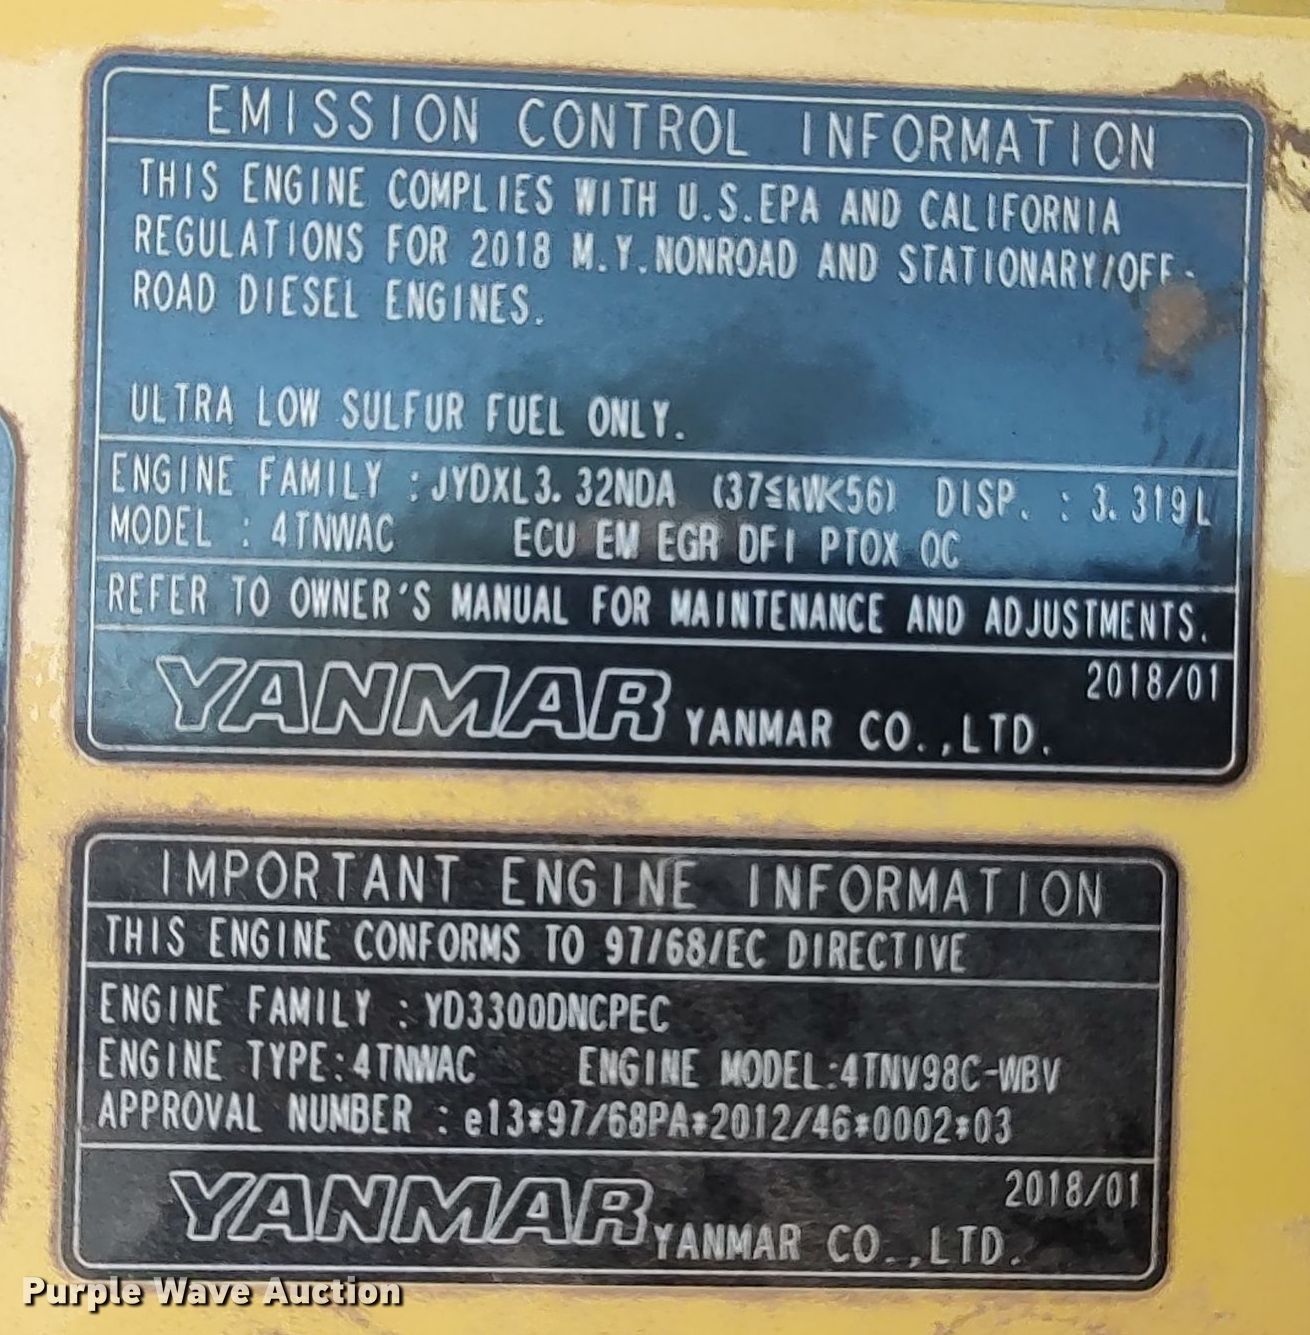 EMISSION CONTROL INFORMATION
THIS ENGINE COMPLIES WITH U.S.EPA AND CALIFORNIA
REGULATIONS FOR 2018 M.Y.NONROAD AND STATIONARY/OFF-
ROAD DIESEL ENGINES.
ULTRA LOW SULFUR FUEL ONLY.
ENGINE FAMILY :JYDXL3.32NDA (37≦kW<56) DISP. : 3.319L
MODEL : 4TNWAC ECU EM EGR DFI PTOX OC
REFER TO OWNER'S MANUAL FOR MAINTENANCE AND ADJUSTMENTS.
2018/01
YANMAR YANMAR CO.,LTD.
IMPORTANT ENGINE INFORMATION
THIS ENGINE CONFORMS TO 97/68/EC DIRECTIVE
ENGINE FAMILY : YD3300DNCPEC
ENGINE TYPE:4TNWAC ENGINE MODEL:4TNV98C-WBV
APPROVAL NUMBER : e13*97/68PA*2012/46*0002*03
2018/01
YANMAR YANMAR CO.,LTD.
Purple Wave Auction